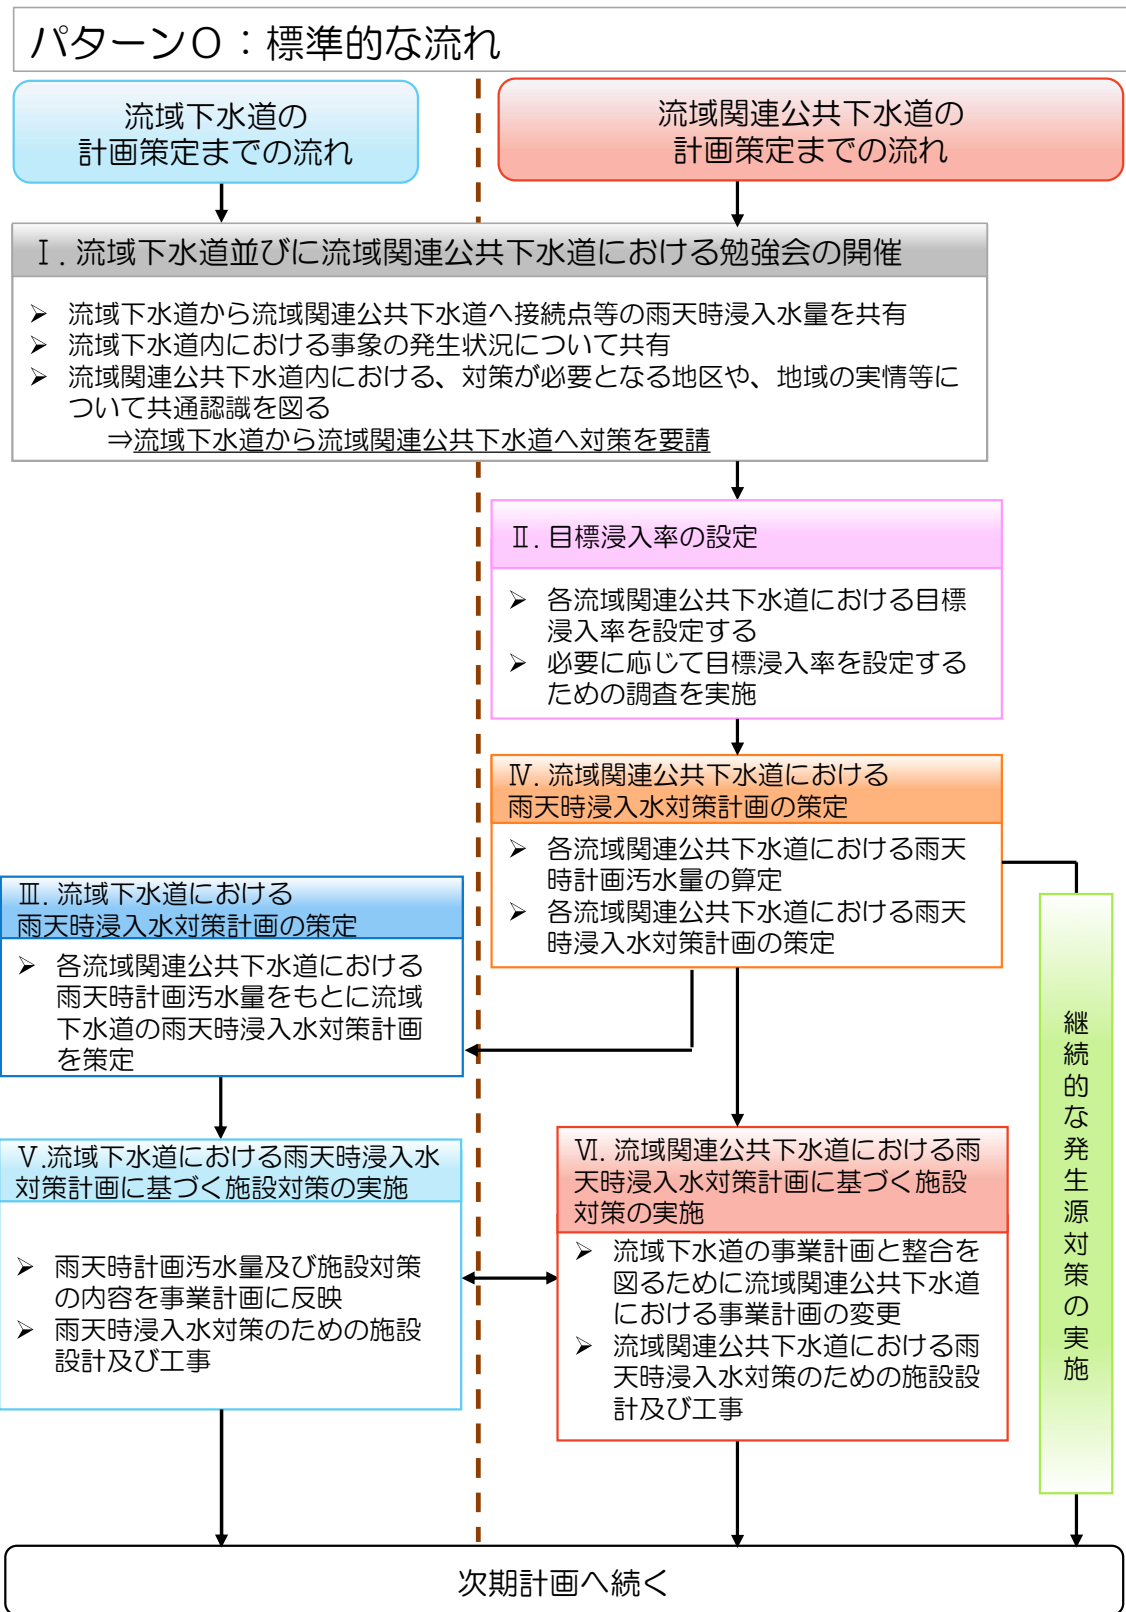 パターン０：標準的な流れ
流域下水道の
計画策定までの流れ
流域関連公共下水道の
計画策定までの流れ
Ⅰ. 流域下水道並びに流域関連公共下水道における勉強会の開催
➢ 流域下水道から流域関連公共下水道へ接続点等の雨天時浸入水量を共有
➢ 流域下水道内における事象の発生状況について共有
➢ 流域関連公共下水道内における、対策が必要となる地区や、地域の実情等に
ついて共通認識を図る
⇒流域下水道から流域関連公共下水道へ対策を要請
Ⅱ. 目標浸入率の設定
➢ 各流域関連公共下水道における目標
浸入率を設定する
➢ 必要に応じて目標浸入率を設定する
ための調査を実施
Ⅳ. 流域関連公共下水道における
雨天時浸入水対策計画の策定
➢ 各流域関連公共下水道における雨天
時計画汚水量の算定
➢ 各流域関連公共下水道における雨天
時浸入水対策計画の策定
Ⅲ. 流域下水道における
雨天時浸入水対策計画の策定
➢ 各流域関連公共下水道における
雨天時計画汚水量をもとに流域
下水道の雨天時浸入水対策計画
を策定
Ⅴ.流域下水道における雨天時浸入水
対策計画に基づく施設対策の実施
➢ 雨天時計画汚水量及び施設対策
の内容を事業計画に反映
➢ 雨天時浸入水対策のための施設
設計及び工事
Ⅵ. 流域関連公共下水道における雨
天時浸入水対策計画に基づく施設
対策の実施
➢ 流域下水道の事業計画と整合を
図るために流域関連公共下水道
における事業計画の変更
➢ 流域関連公共下水道における雨
天時浸入水対策のための施設設
計及び工事
継続的な発生源対策の実施
次期計画へ続く